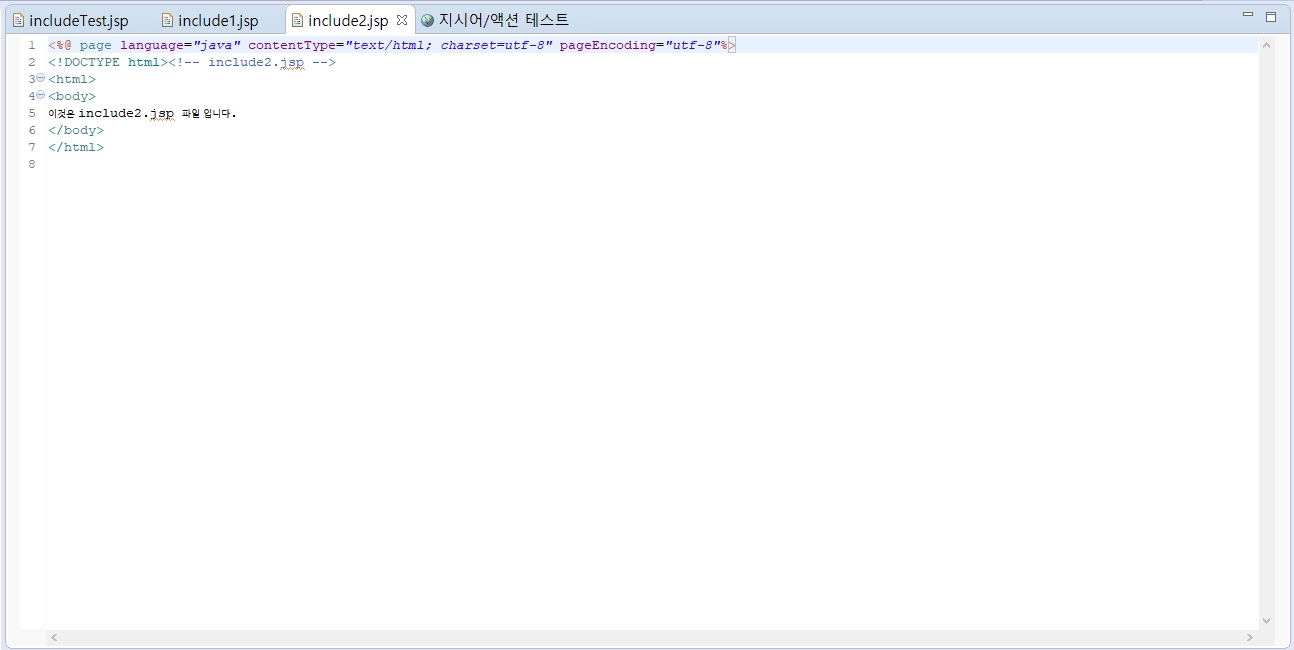 includeTest.jsp include1.jsp include2.jsp 지시어/액션 테스트
1 <%@ page language="java" contentType="text/html; charset=utf-8" pageEncoding="utf-8"%>
2 <!DOCTYPE html><!-- include2.jsp -->
3 <html>
4 <body>
5 이것은 include2.jsp 파일 입니다.
6 </body>
7 </html>
8